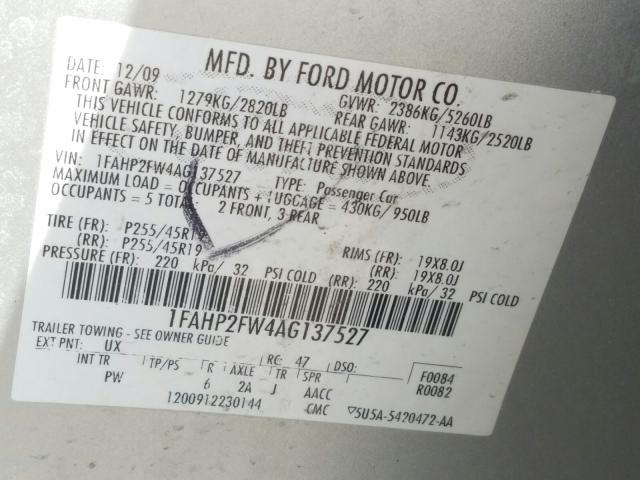 MFD. BY FORD MOTOR CO.
DATE: 12/09 GVWR: 2386KG/5260LB
FRONT GAWR: 1279KG/2820LB REAR GAWR: 1143KG/2520LB
THIS VEHICLE CONFORMS TO ALL APPLICABLE FEDERAL MOTOR
VEHICLE SAFETY, BUMPER, AND THEFT PREVENTION STANDARDS
IN EFFECT ON THE DATE OF MANUFACTURE SHOWN ABOVE.
VIN: 1FAHP2FW4AG137527 TYPE: Passenger Car
MAXIMUM LOAD = OCCUPANTS + LUGGAGE = 430KG/950LB
OCCUPANTS = 5 TOTAL 2 FRONT, 3 REAR
TIRE (FR): P255/45R19 RIMS (FR): 19X8.0J
(RR): P255/45R19 (RR): 19X8.0J
PRESSURE (FR): 220 kPa/ 32 PSI COLD (RR): 220 kPa/ 32 PSI COLD
1FAHP2FW4AG137527
TRAILER TOWING - SEE OWNER GUIDE
EXT PNT: UX RC: 47 DSO: F0084
INT TR TP/PS R AXLE TR SPR R0082
PW 6 2A J AACC
1200912230144 CMC ▽5U5A-5420472-AA